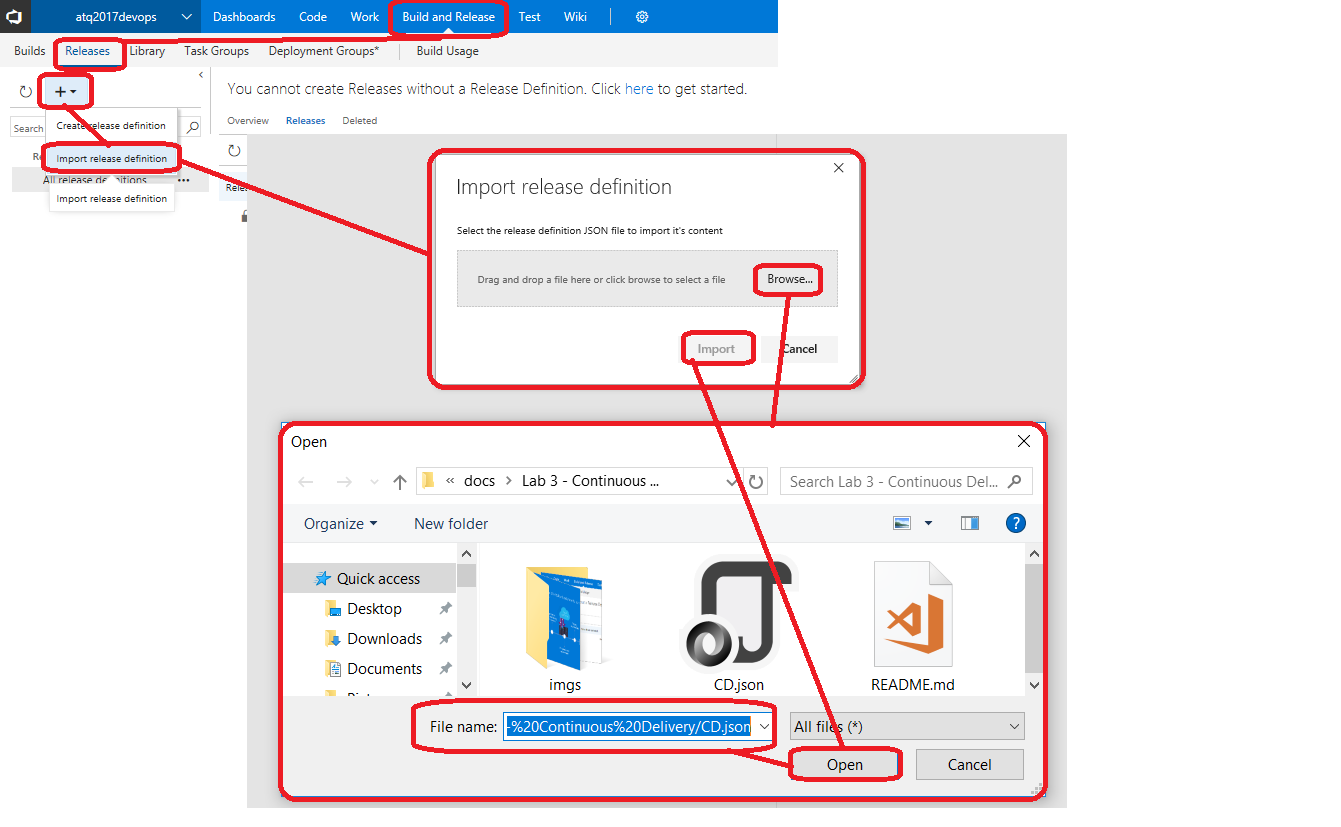 atq2017devops Dashboards Code Work Build and Release Test Wiki
Builds Releases Library Task Groups Deployment Groups* Build Usage
+
You cannot create Releases without a Release Definition. Click here to get started.
Overview Releases Deleted
Search
Create release definition
Import release definition
All release definitions ...
Import release definition
Import release definition
Select the release definition JSON file to import it's content
Drag and drop a file here or click browse to select a file Browse...
Import Cancel
Open
« docs > Lab 3 - Continuous ... Search Lab 3 - Continuous Del...
Organize New folder ?
Quick access
Desktop
Downloads
Documents
imgs CD.json README.md
File name: -%20Continuous%20Delivery/CD.json All files (*)
Open Cancel